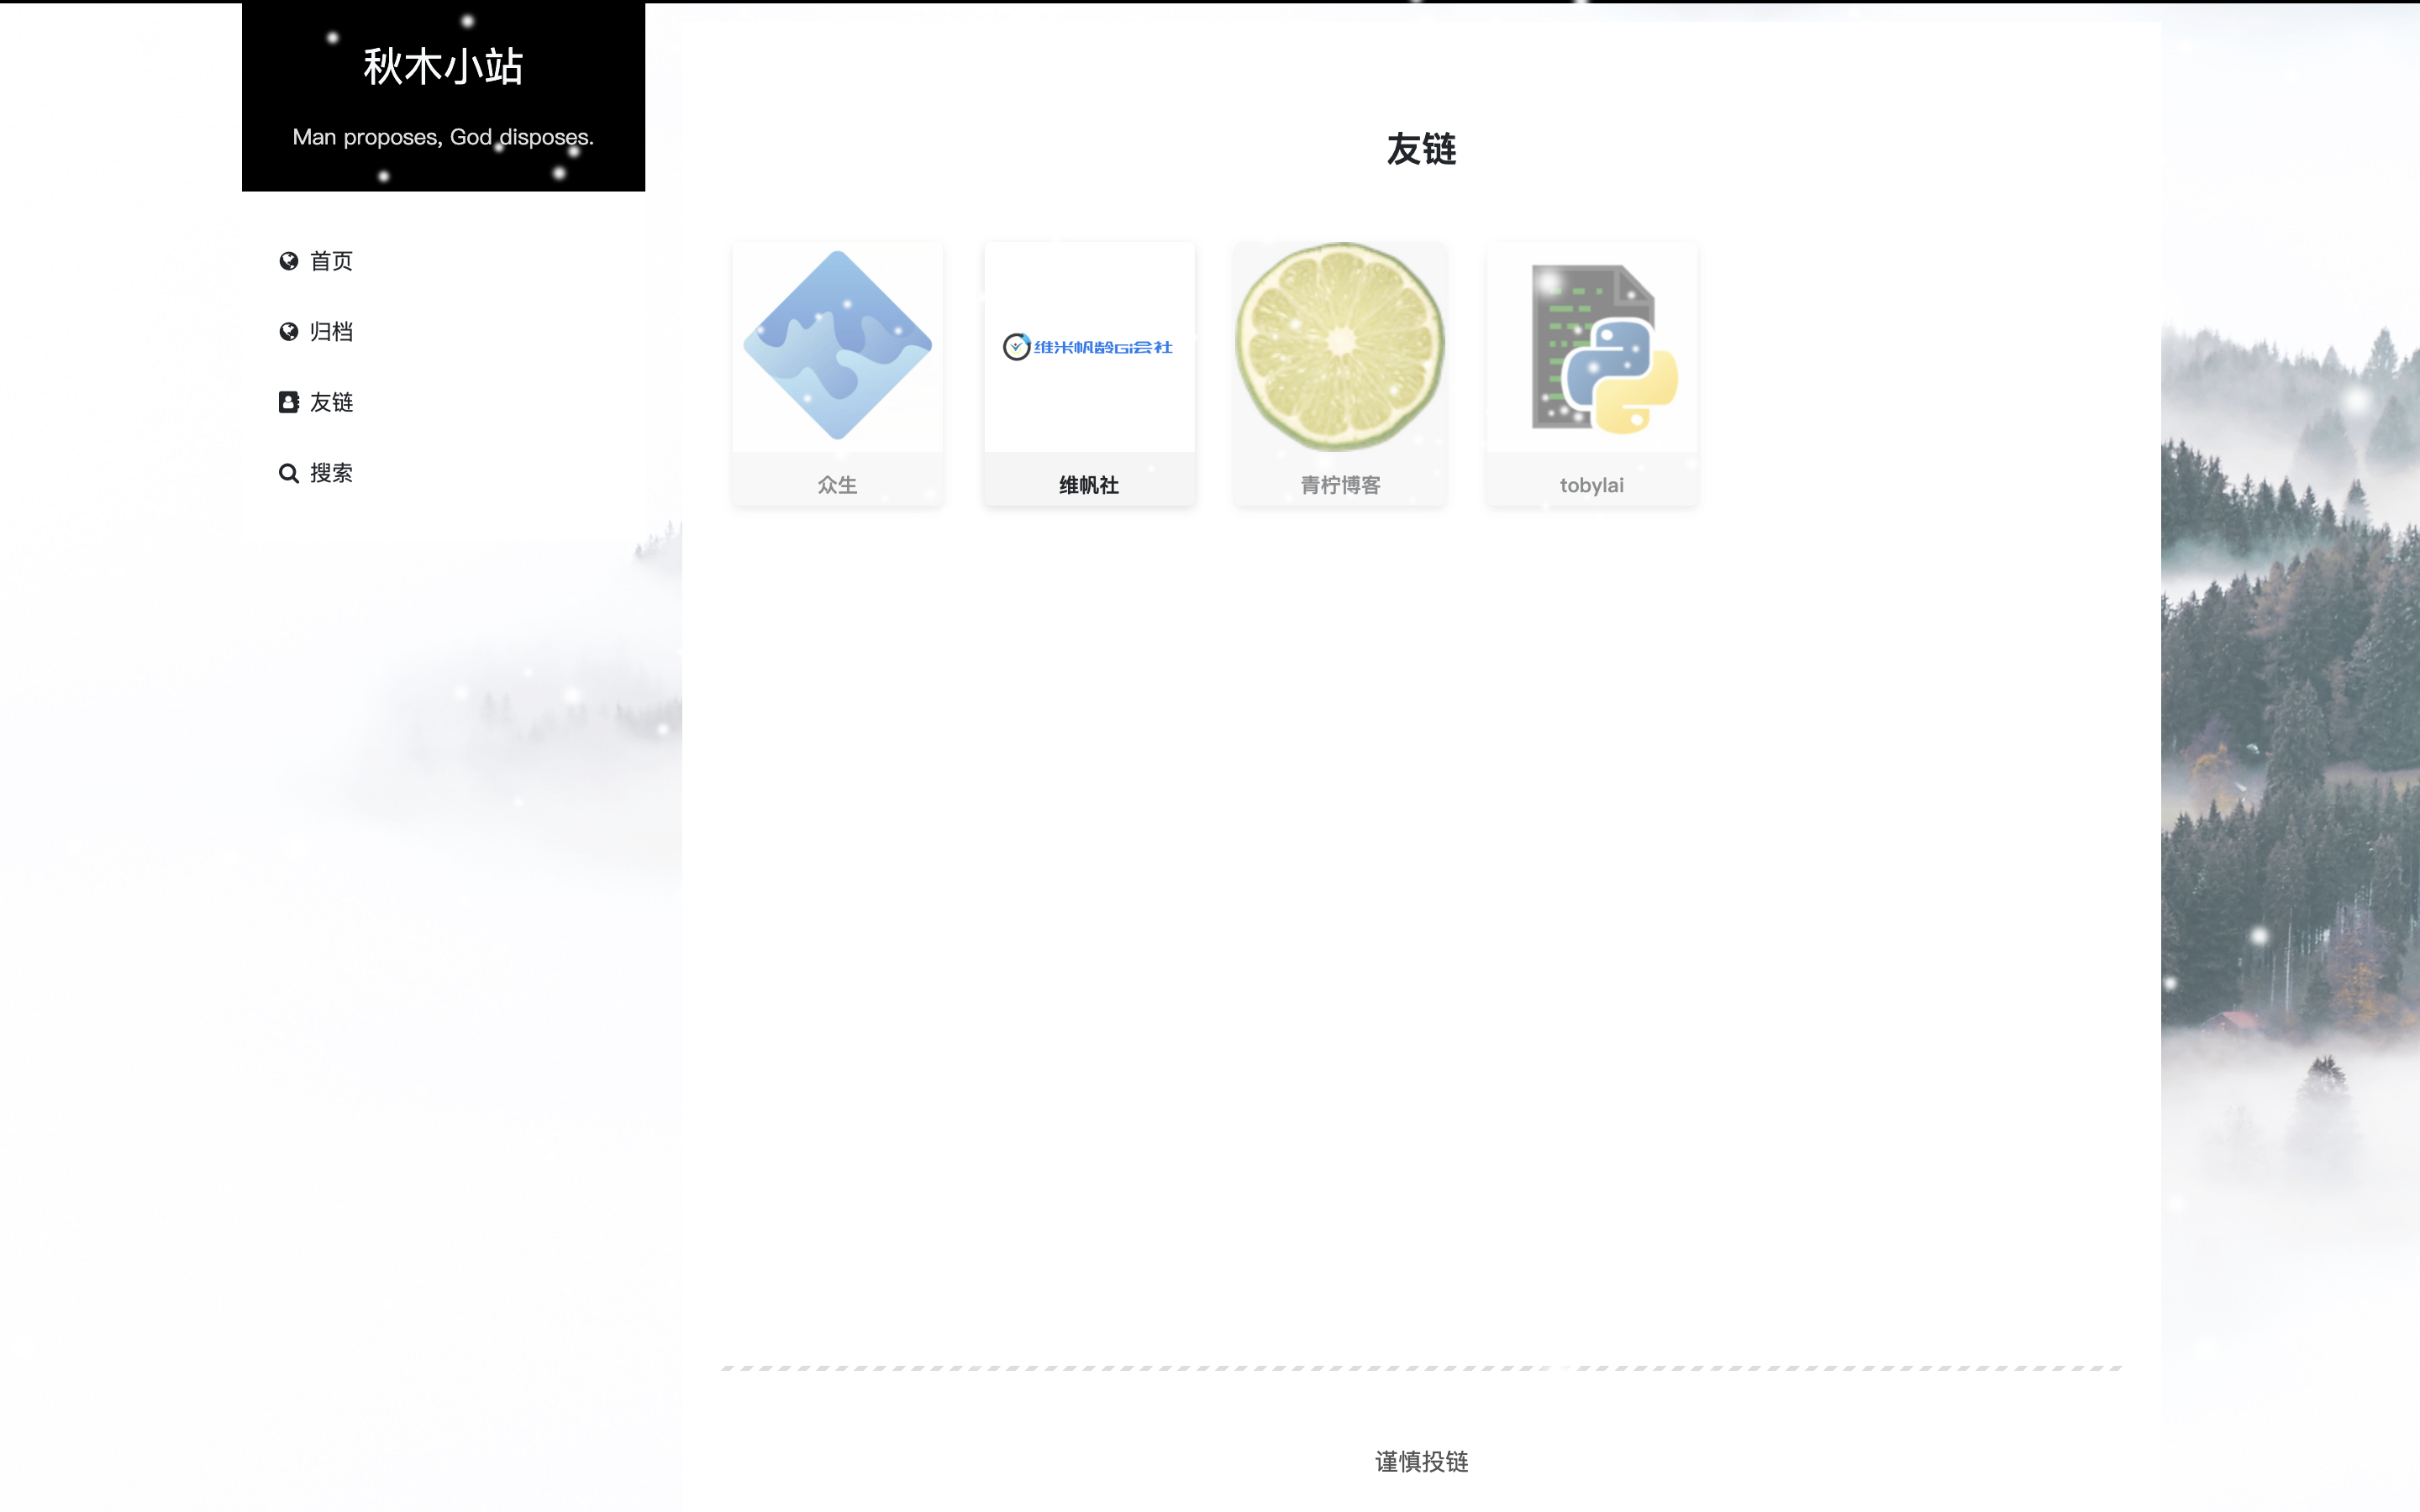 秋木小站
Man proposes, God disposes.
首页
归档
友链
搜索
友链
维米帆龄Gi会社
众生
维帆社
青柠博客
tobylai
谨慎投链